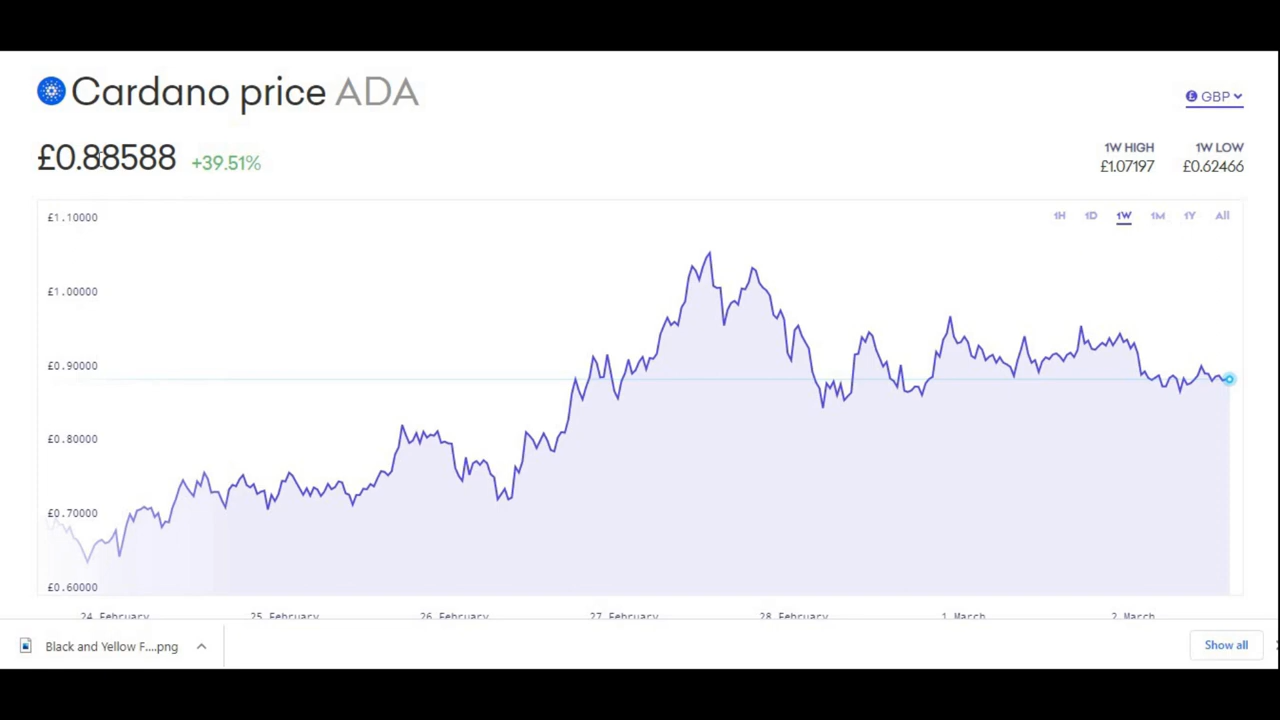 Cardano price ADA
GBP
£0.88588 +39.51%
1W HIGH 1W LOW
£1.07197 £0.62466
1H 1D 1W 1M 1Y All
£1.10000
£1.00000
£0.90000
£0.80000
£0.70000
£0.60000
24 February 25 February 26 February 27 February 28 February 1 March 2 March
Black and Yellow F....png
Show all